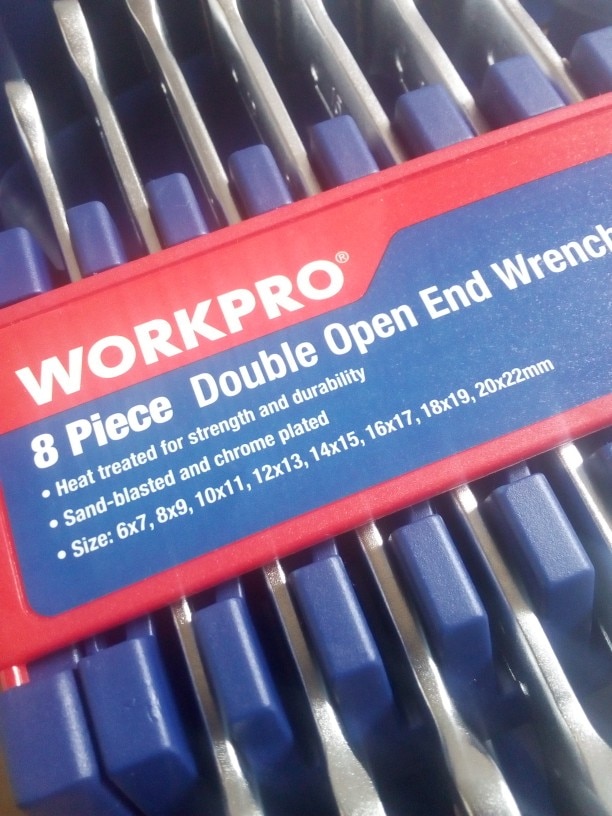 WORKPRO®
8 Piece Double Open End Wrench
• Heat treated for strength and durability
• Sand-blasted and chrome plated
• Size: 6x7, 8x9, 10x11, 12x13, 14x15, 16x17, 18x19, 20x22mm